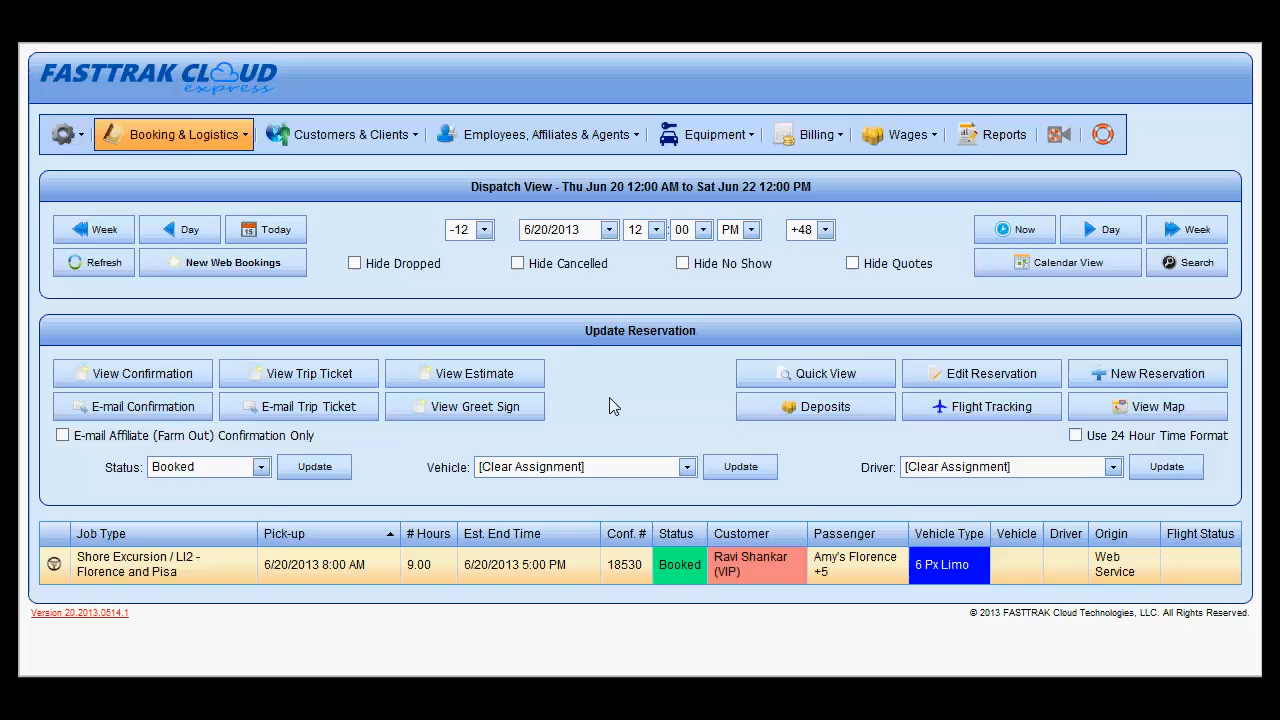 FASTTRAK CLOUD
express
Booking & Logistics
Customers & Clients
Employees, Affiliates & Agents
Equipment
Billing
Wages
Reports
Dispatch View - Thu Jun 20 12:00 AM to Sat Jun 22 12:00 PM
Week
Day
15 Today
-12
6/20/2013
12
: 00
PM
+48
Now
Day
Week
Refresh
New Web Bookings
Hide Dropped
Hide Cancelled
Hide No Show
Hide Quotes
Calendar View
Search
Update Reservation
View Confirmation
View Trip Ticket
View Estimate
Quick View
Edit Reservation
New Reservation
E-mail Confirmation
E-mail Trip Ticket
View Greet Sign
Deposits
Flight Tracking
View Map
E-mail Affiliate (Farm Out) Confirmation Only
Use 24 Hour Time Format
Status: Booked
Update
Vehicle: [Clear Assignment]
Update
Driver: [Clear Assignment]
Update
Job Type Pick-up # Hours Est. End Time Conf. # Status Customer Passenger Vehicle Type Vehicle Driver Origin Flight Status
Shore Excursion / LI2 -
Florence and Pisa
6/20/2013 8:00 AM
9.00
6/20/2013 5:00 PM
18530
Booked
Ravi Shankar
(VIP)
Amy's Florence
+5
6 Px Limo
Web
Service
Version 20.2013.0514.1
© 2013 FASTTRAK Cloud Technologies, LLC. All Rights Reserved.